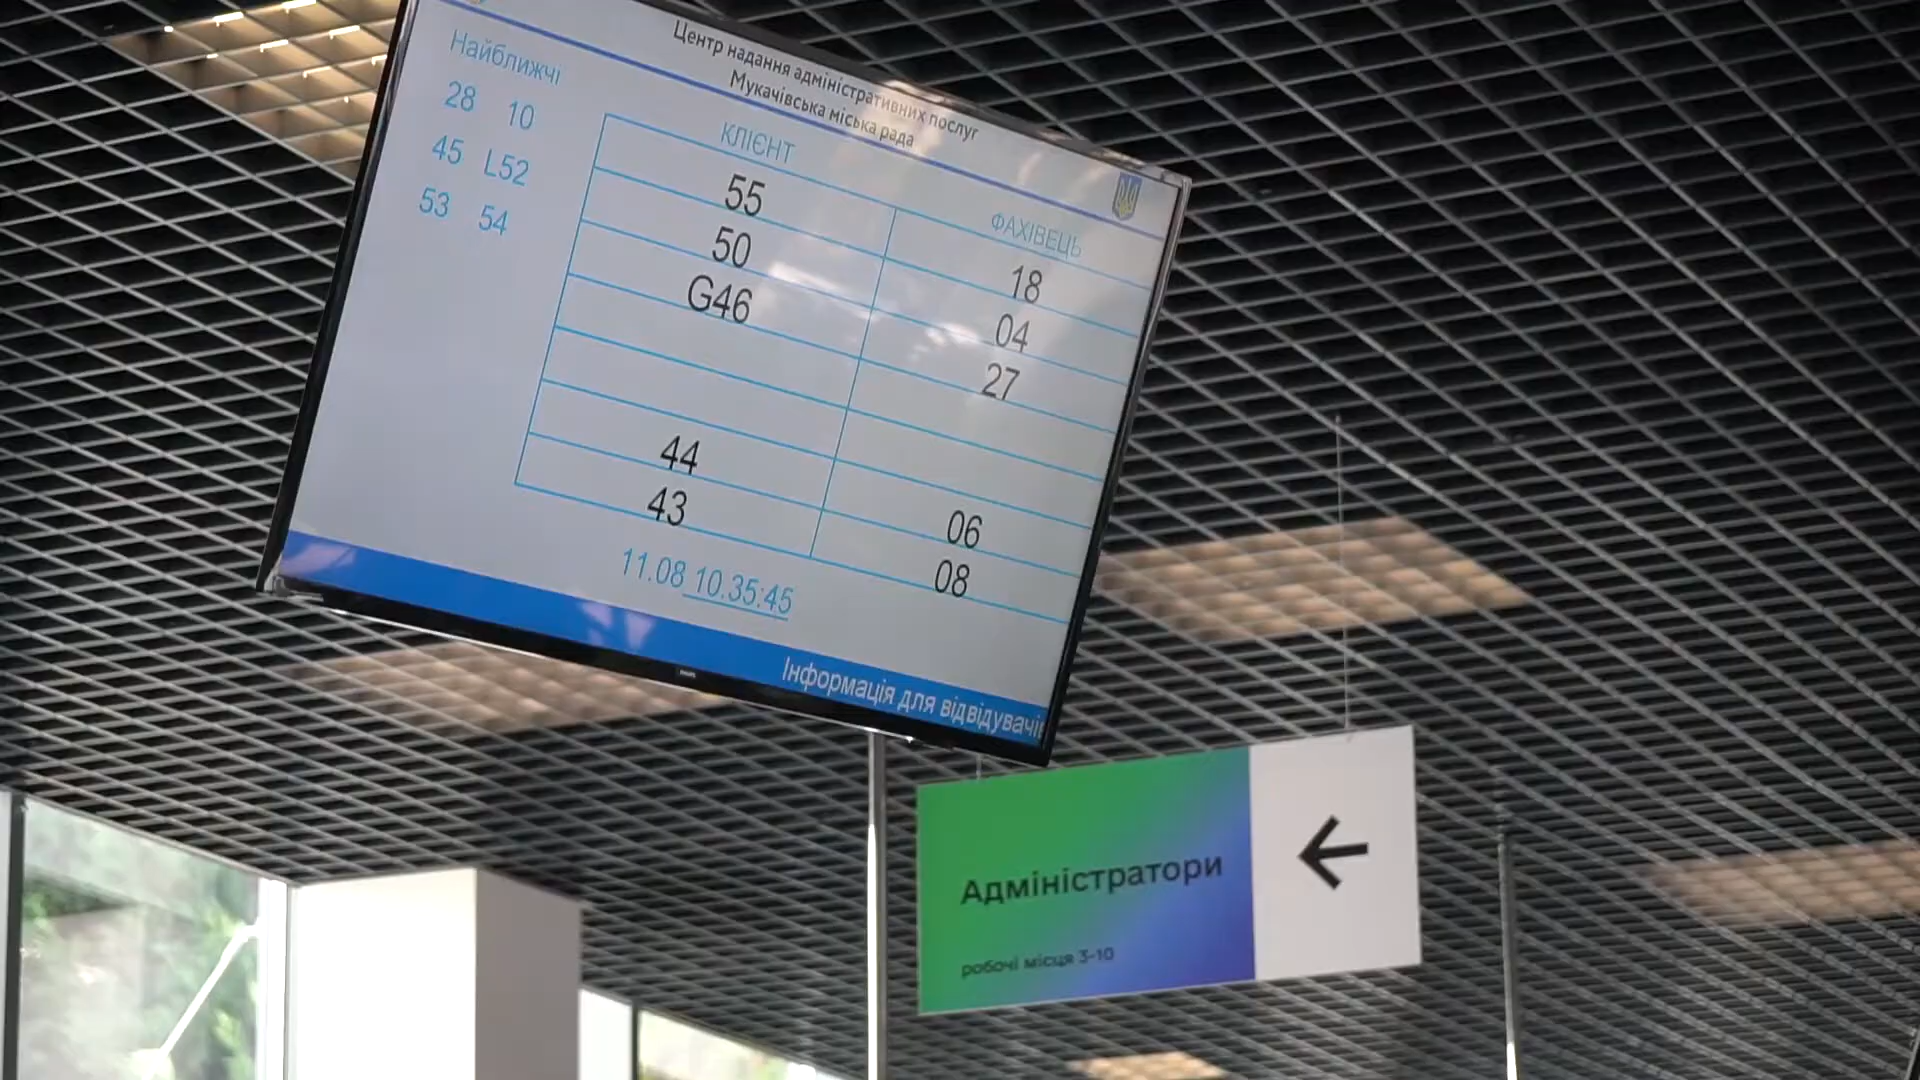 Центр надання адміністративних послуг
Мукачівська міська рада
Найближчі
28 10
45 L52
53 54
КЛІЄНТ ФАХІВЕЦЬ
55 18
50 04
G46 27
44 06
43 08
11.08 10.35:45
Інформація для відвідувачів
Адміністратори
робочі місця 3-10